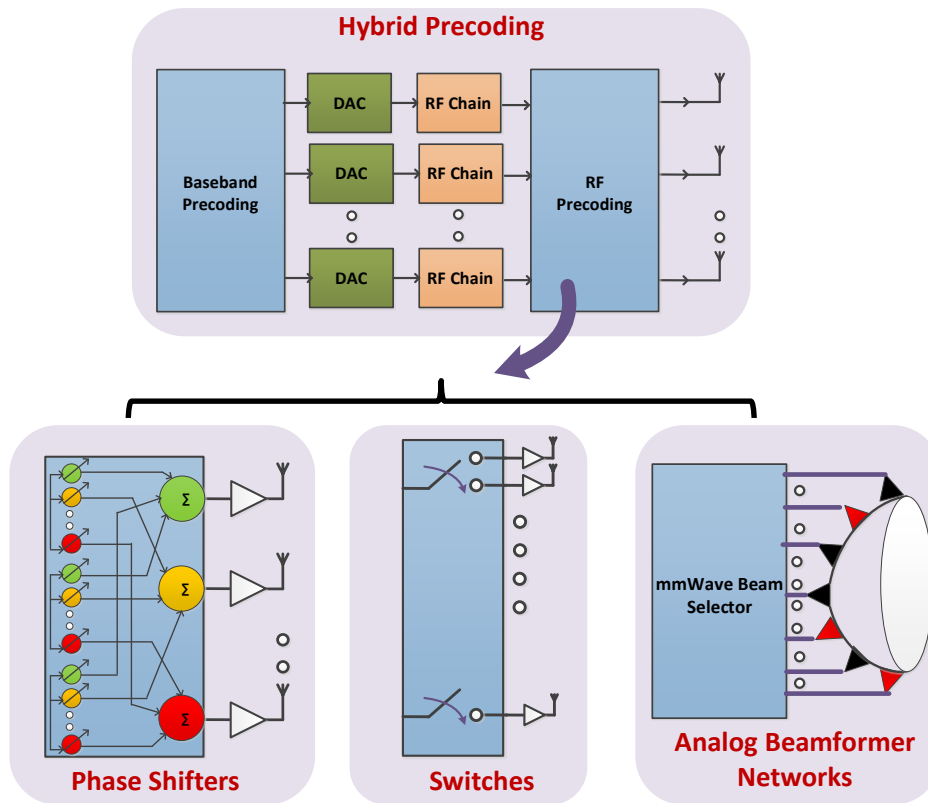 Hybrid Precoding
Baseband
Precoding
DAC
RF Chain
DAC
RF Chain
DAC
RF Chain
RF
Precoding
Σ
Σ
Σ
Phase Shifters
Switches
mmWave Beam
Selector
Analog Beamformer
Networks